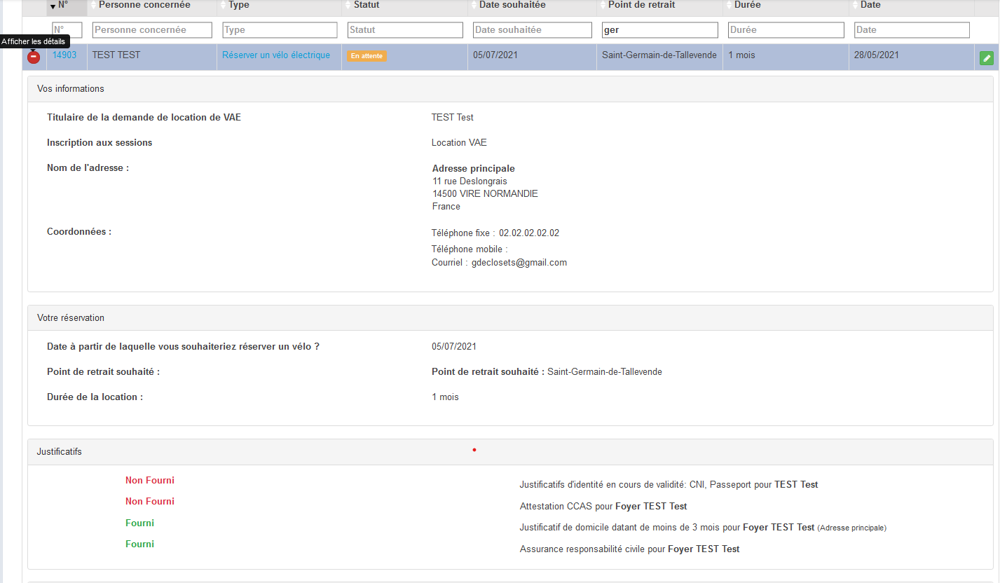 N° Personne concernée Type Statut Date souhaitée Point de retrait Durée Date
N° Personne concernée Type Statut Date souhaitée ger Durée Date
Afficher les détails
14903 TEST TEST Réserver un vélo électrique En attente 05/07/2021 Saint-Germain-de-Tallevende 1 mois 28/05/2021
Vos informations
Titulaire de la demande de location de VAE TEST Test
Inscription aux sessions Location VAE
Nom de l'adresse : Adresse principale
11 rue Deslongrais
14500 VIRE NORMANDIE
France
Coordonnées : Téléphone fixe : 02.02.02.02.02
Téléphone mobile :
Courriel : gdeclosets@gmail.com
Votre réservation
Date à partir de laquelle vous souhaiteriez réserver un vélo ? 05/07/2021
Point de retrait souhaité : Point de retrait souhaité : Saint-Germain-de-Tallevende
Durée de la location : 1 mois
Justificatifs
Non Fourni Justificatifs d'identité en cours de validité: CNI, Passeport pour TEST Test
Non Fourni Attestation CCAS pour Foyer TEST Test
Fourni Justificatif de domicile datant de moins de 3 mois pour Foyer TEST Test (Adresse principale)
Fourni Assurance responsabilité civile pour Foyer TEST Test